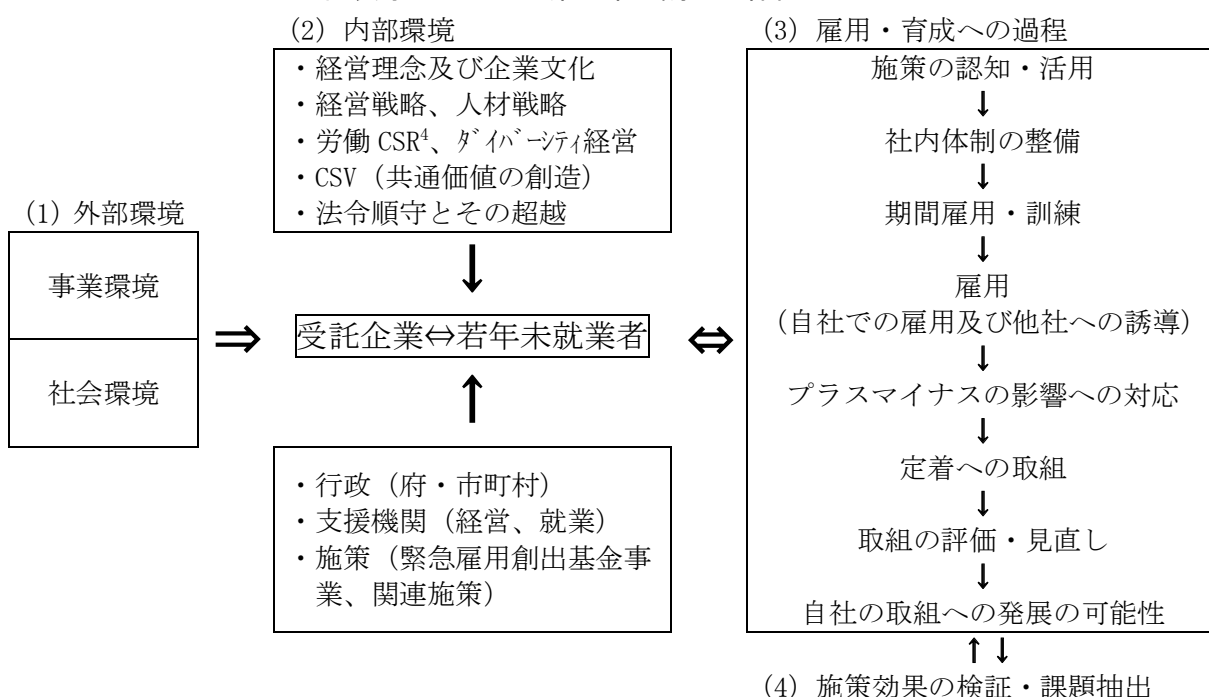 (2) 内部環境
・経営理念及び企業文化
・経営戦略、人材戦略
・労働 CSR⁴、ダイバーシティ経営
・CSV (共通価値の創造)
・法令順守とその超越
(1) 外部環境
事業環境
社会環境
⇒
↓
受託企業⇔若年未就業者
↑
・行政 (府・市町村)
・支援機関 (経営、就業)
・施策 (緊急雇用創出基金事
業、関連施策)
⇔
(3) 雇用・育成への過程
施策の認知・活用
↓
社内体制の整備
↓
期間雇用・訓練
↓
雇用
(自社での雇用及び他社への誘導)
↓
プラスマイナスの影響への対応
↓
定着への取組
↓
取組の評価・見直し
↓
自社の取組への発展の可能性
↑↓
(4) 施策効果の検証・課題抽出